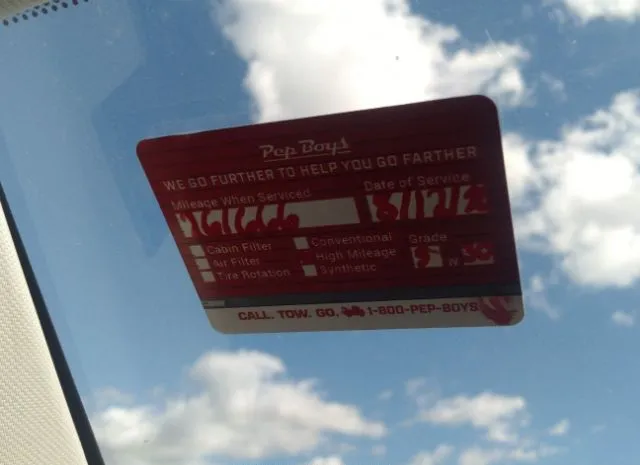 Pep Boys
WE GO FURTHER TO HELP YOU GO FARTHER
Mileage When Serviced
Date of Service
Cabin Filter
Conventional
Grade
Air Filter
High Mileage
5 W
Tire Rotation
Synthetic
CALL. TOW. GO. 1-800-PEP-BOYS